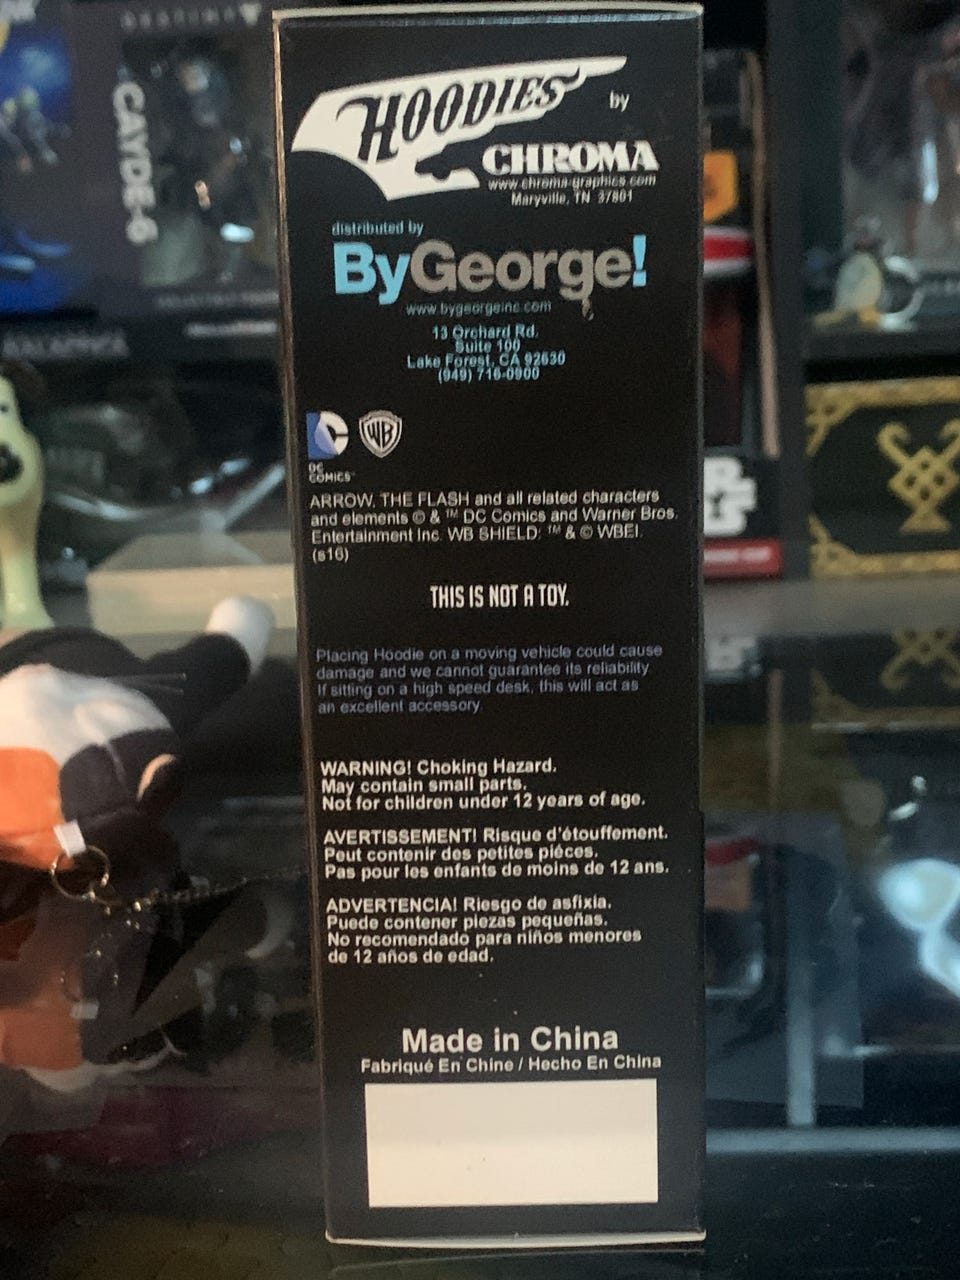 HOODIES by
CHROMA
www.chroma-graphics.com
Maryville, TN 37801
distributed by
ByGeorge!
www.bygeorgeinc.com
13 Orchard Rd.
Suite 100
Lake Forest, CA 92630
(949) 716-0900
DC
COMICS™
WB
ARROW, THE FLASH and all related characters
and elements © & ™ DC Comics and Warner Bros.
Entertainment Inc. WB SHIELD: ™ & © WBEI.
(s16)
THIS IS NOT A TOY.
Placing Hoodie on a moving vehicle could cause
damage and we cannot guarantee its reliability.
If sitting on a high speed desk, this will act as
an excellent accessory.
WARNING! Choking Hazard.
May contain small parts.
Not for children under 12 years of age.
AVERTISSEMENT! Risque d'étouffement.
Peut contenir des petites piéces.
Pas pour les enfants de moins de 12 ans.
ADVERTENCIA! Riesgo de asfixia.
Puede contener piezas pequeñas.
No recomendado para niños menores
de 12 años de edad.
Made in China
Fabriqué En Chine / Hecho En China
DESTINY
CAYDE-6